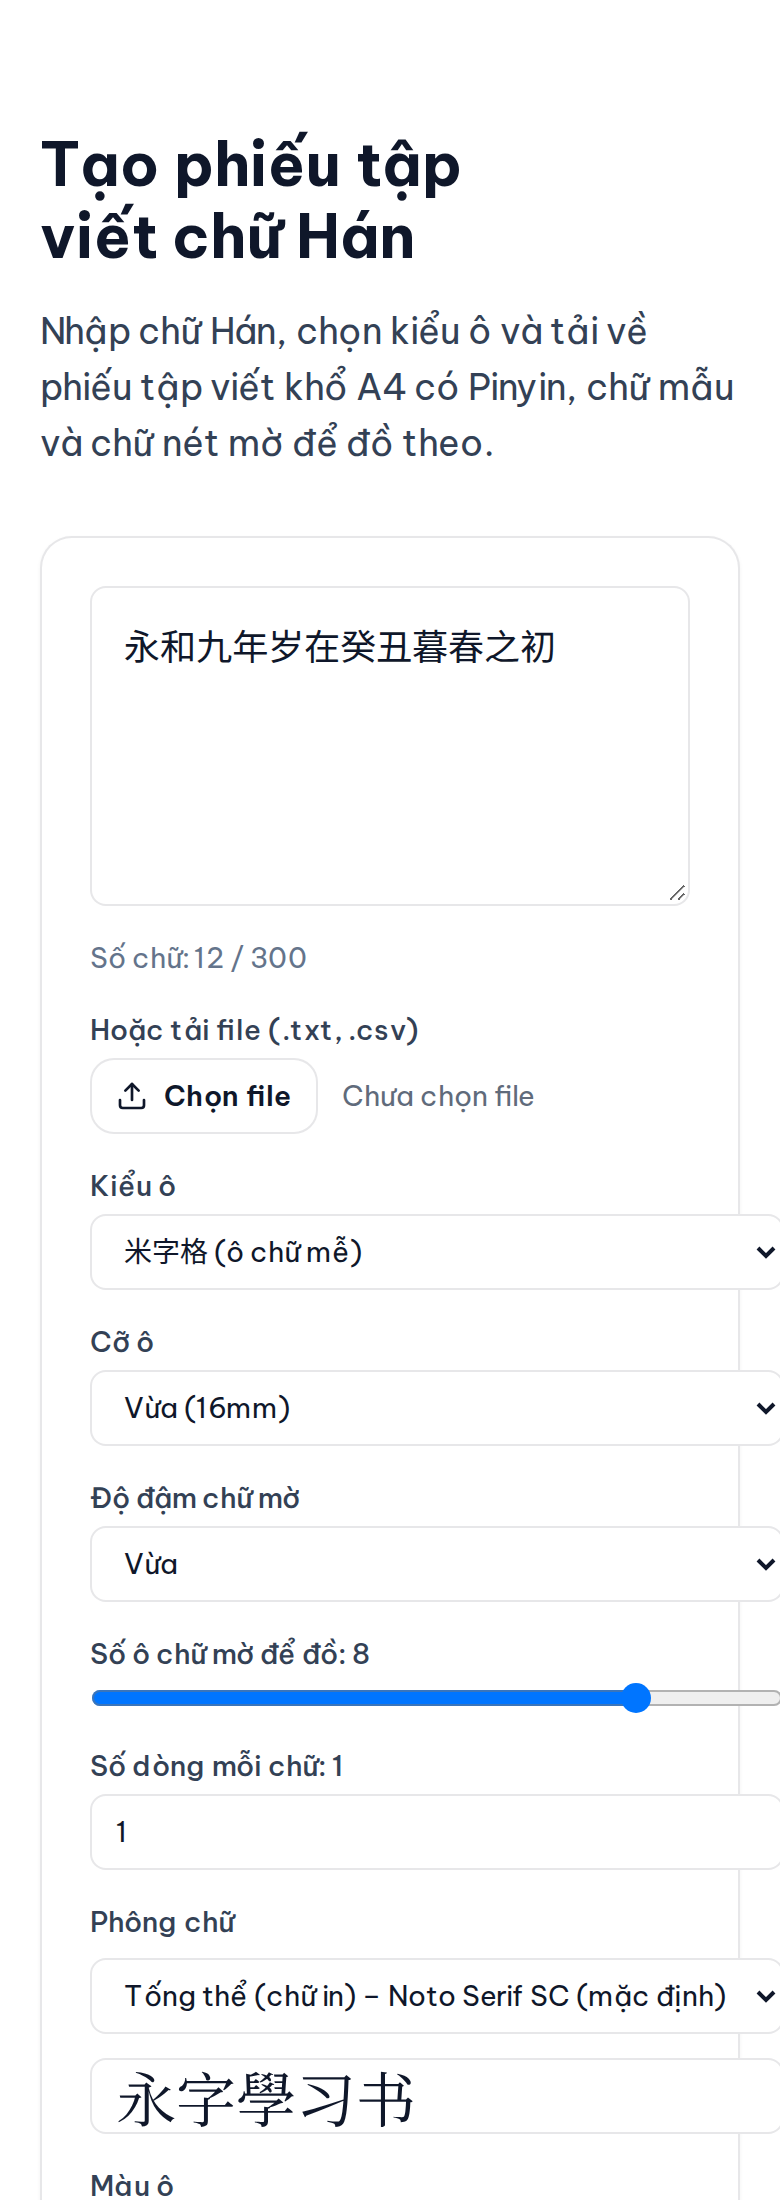 Tạo phiếu tập
viết chữ Hán
Nhập chữ Hán, chọn kiểu ô và tải về
phiếu tập viết khổ A4 có Pinyin, chữ mẫu
và chữ nét mờ để đồ theo.
永和九年岁在癸丑暮春之初
Số chữ: 12 / 300
Hoặc tải file (.txt, .csv)
Chọn file Chưa chọn file
Kiểu ô
米字格 (ô chữ mễ)
Cỡ ô
Vừa (16mm)
Độ đậm chữ mờ
Vừa
Số ô chữ mờ để đồ: 8
Số dòng mỗi chữ: 1
1
Phông chữ
Tống thể (chữ in) – Noto Serif SC (mặc định)
永字學习书
Màu ô